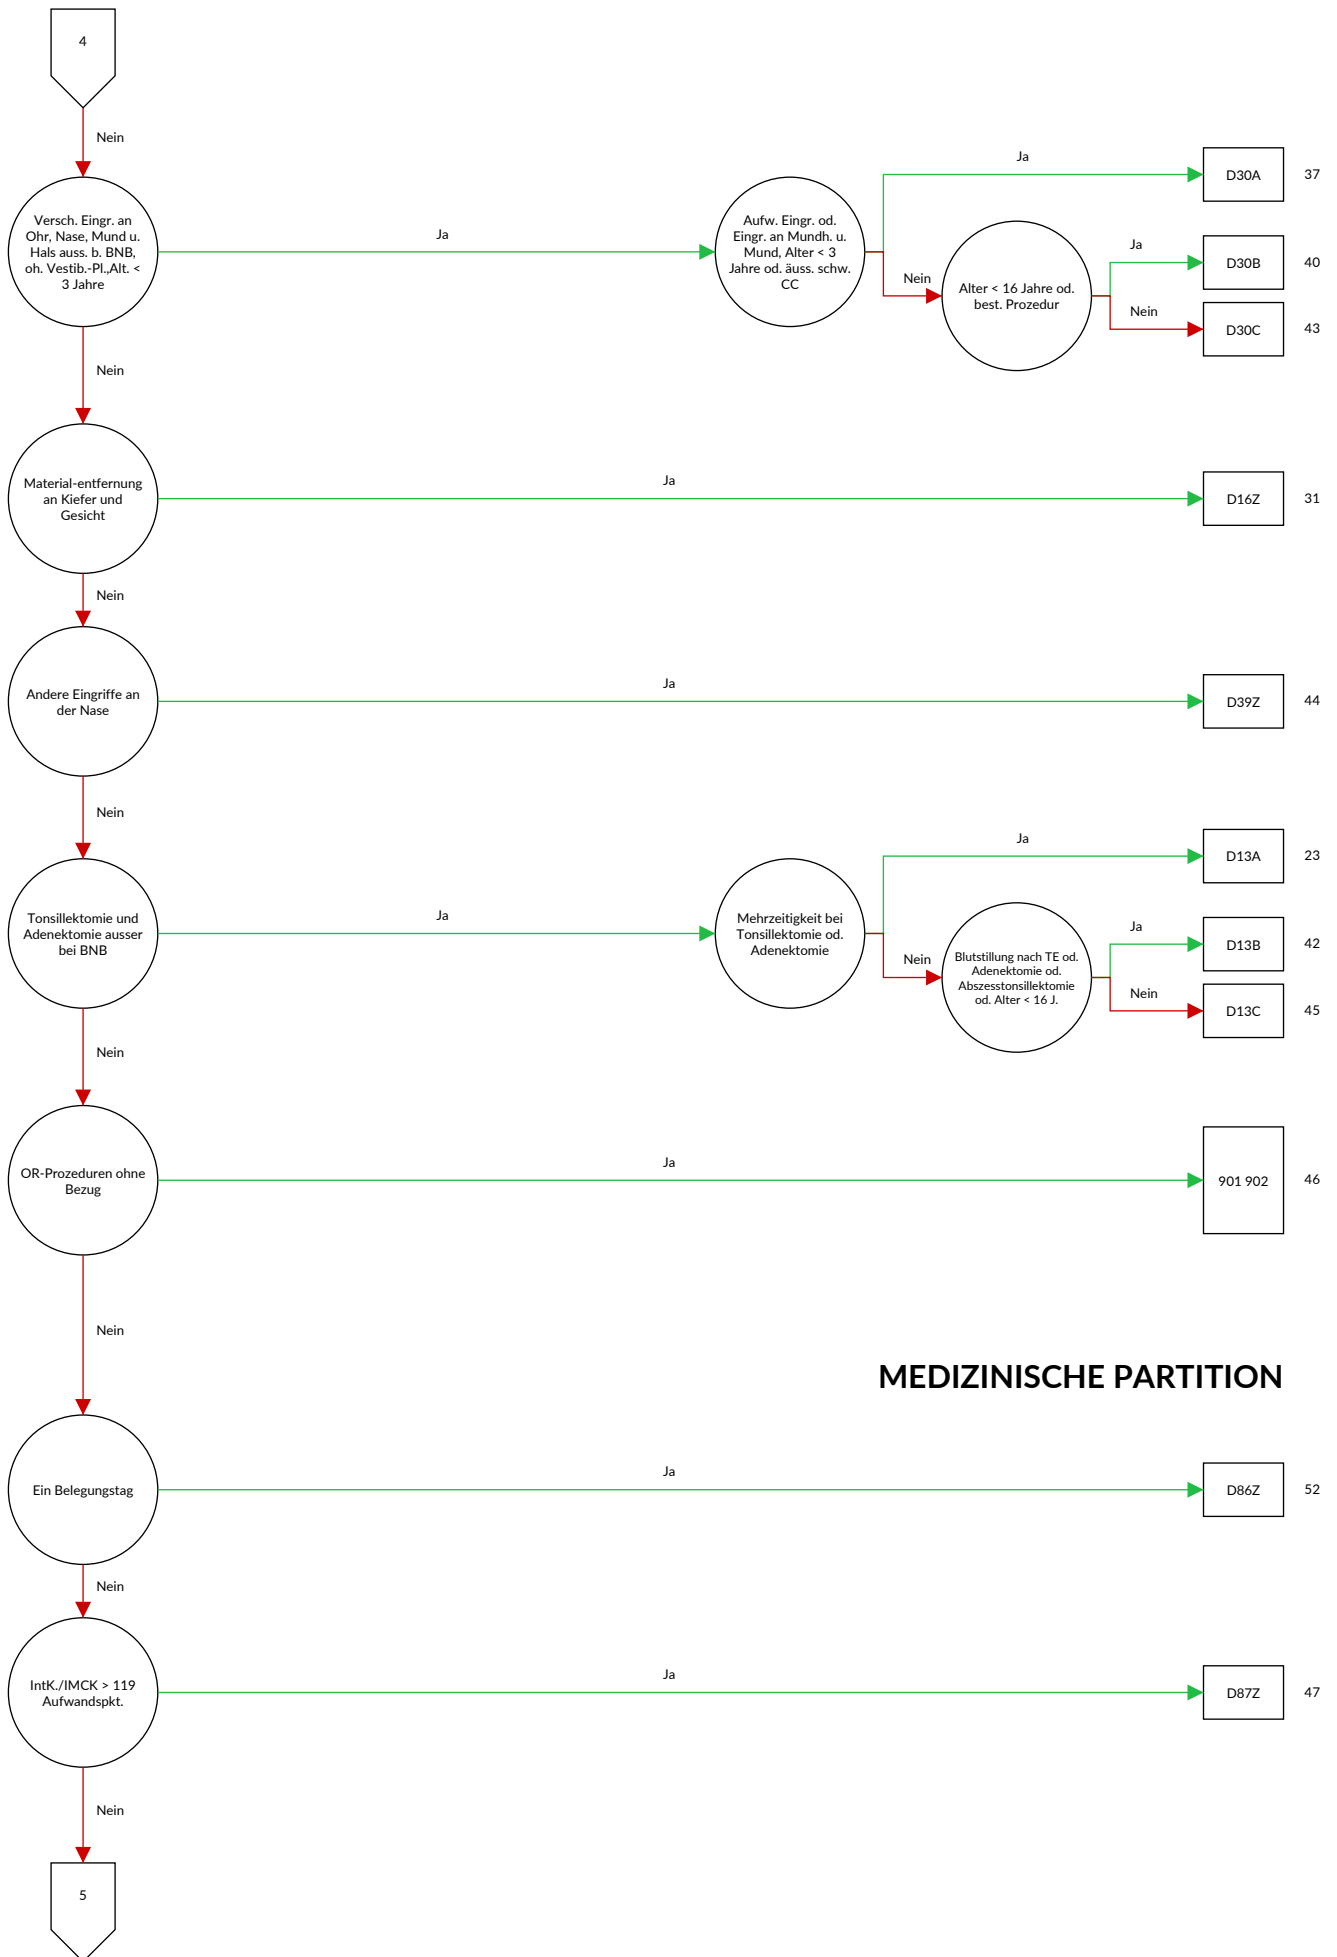 4
Nein
Versch. Eingr. an
Ohr, Nase, Mund u.
Hals auss. b. BNB,
oh. Vestib.-Pl.,Alt. <
3 Jahre
Ja
Aufw. Eingr. od.
Eingr. an Mundh. u.
Mund, Alter < 3
Jahre od. äuss. schw.
CC
Ja
D30A 37
Nein
Alter < 16 Jahre od.
best. Prozedur
Ja
D30B 40
Nein
D30C 43
Nein
Material-entfernung
an Kiefer und
Gesicht
Ja
D16Z 31
Nein
Andere Eingriffe an
der Nase
Ja
D39Z 44
Nein
Tonsillektomie und
Adenektomie ausser
bei BNB
Ja
Mehrzeitigkeit bei
Tonsillektomie od.
Adenektomie
Ja
D13A 23
Nein
Blutstillung nach TE od.
Adenektomie od.
Abszesstonsillektomie
od. Alter < 16 J.
Ja
D13B 42
Nein
D13C 45
Nein
OR-Prozeduren ohne
Bezug
Ja
901 902 46
Nein
MEDIZINISCHE PARTITION
Ein Belegungstag
Ja
D86Z 52
Nein
IntK./IMCK > 119
Aufwandspkt.
Ja
D87Z 47
Nein
5